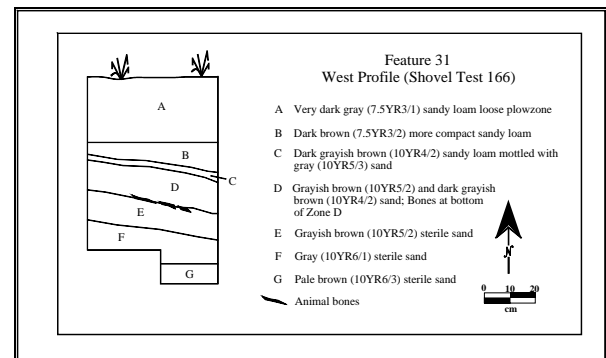 Feature 31
West Profile (Shovel Test 166)
A
B
C
D
E
F
G
A Very dark gray (7.5YR3/1) sandy loam loose plowzone
B Dark brown (7.5YR3/2) more compact sandy loam
C Dark grayish brown (10YR4/2) sandy loam mottled with
gray (10YR5/3) sand
D Grayish brown (10YR5/2) and dark grayish
brown (10YR4/2) sand; Bones at bottom
of Zone D
E Grayish brown (10YR5/2) sterile sand
F Gray (10YR6/1) sterile sand
G Pale brown (10YR6/3) sterile sand
Animal bones
N
0 10 20
cm